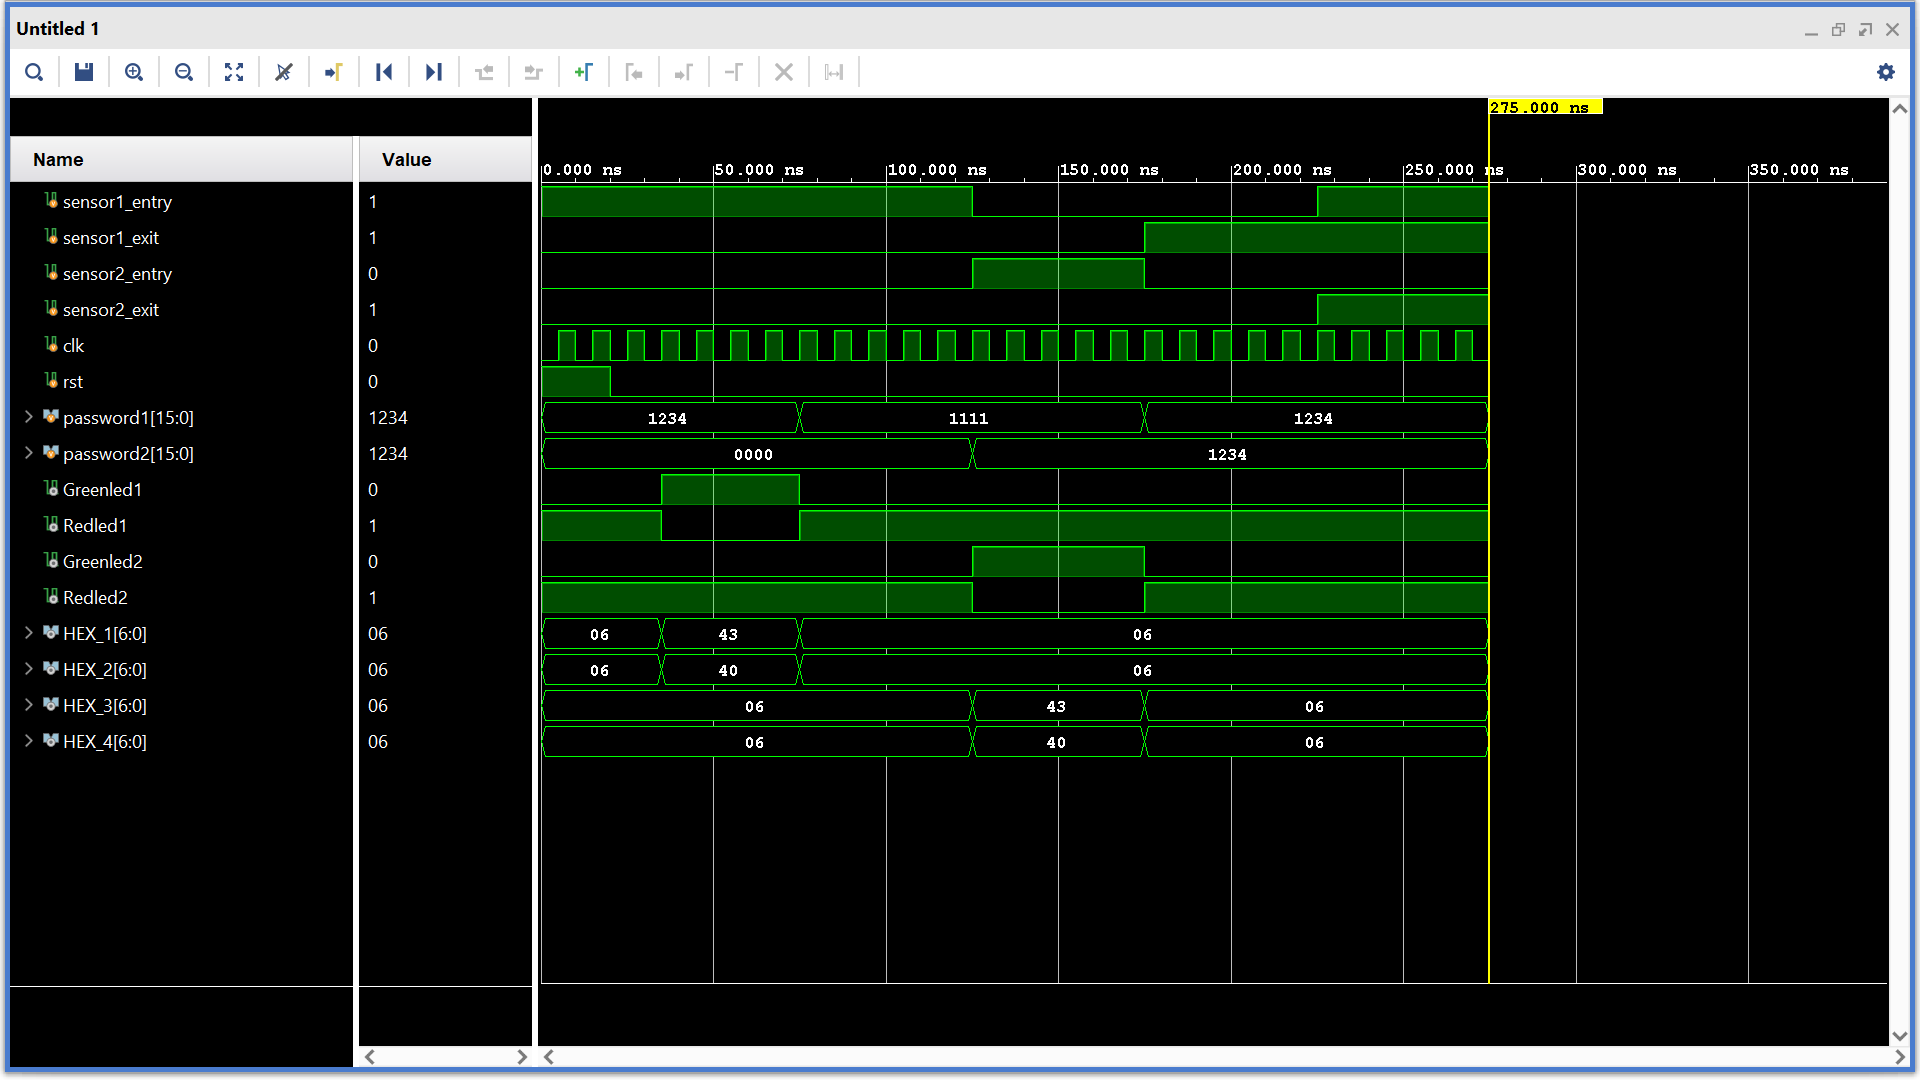 Untitled 1
275.000 ns
Name Value
0.000 ns 50.000 ns 100.000 ns 150.000 ns 200.000 ns 250.000 ns 300.000 ns 350.000 ns
sensor1_entry 1
sensor1_exit 1
sensor2_entry 0
sensor2_exit 1
clk 0
rst 0
password1[15:0] 1234 1234 1111 1234
password2[15:0] 1234 0000 1234
Greenled1 0
Redled1 1
Greenled2 0
Redled2 1
HEX_1[6:0] 06 06 43 06
HEX_2[6:0] 06 06 40 06
HEX_3[6:0] 06 06 43 06
HEX_4[6:0] 06 06 40 06